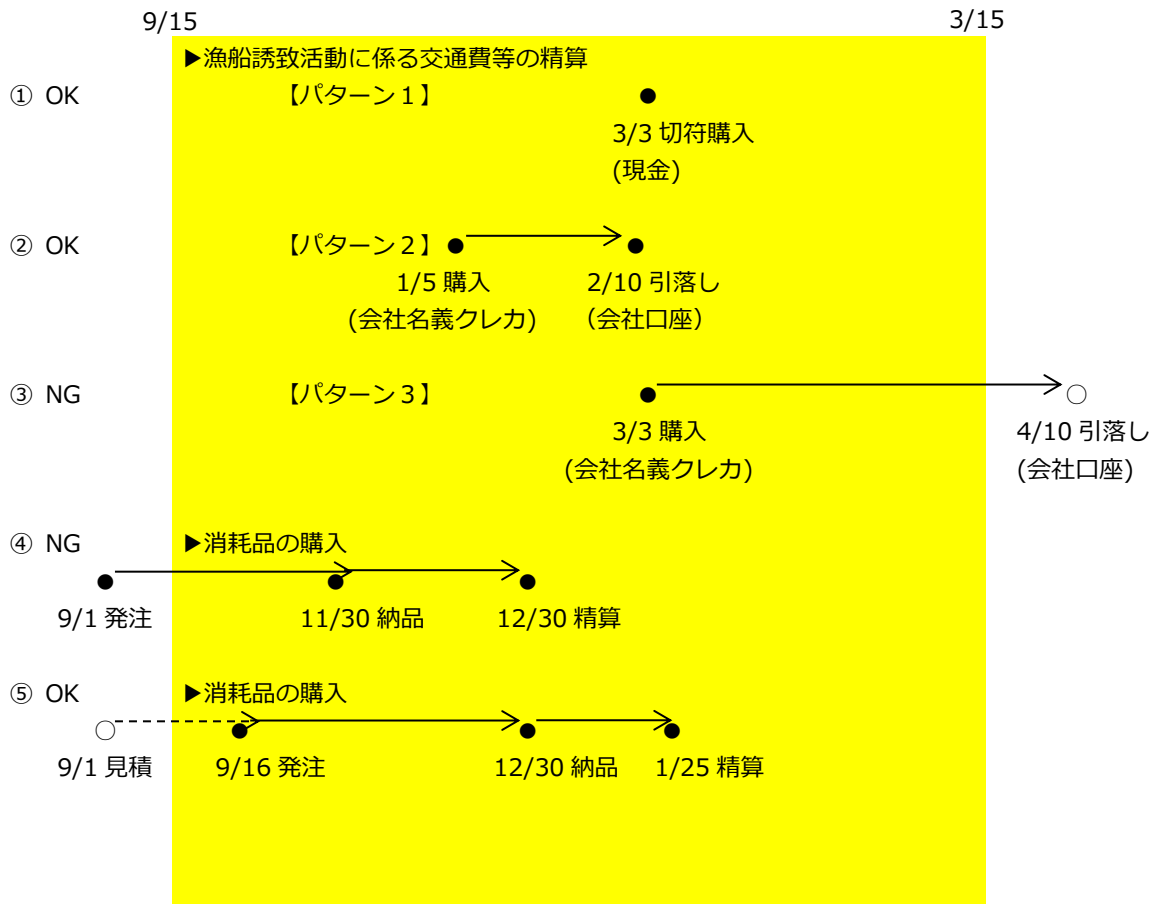 9/15 3/15
▶漁船誘致活動に係る交通費等の精算
① OK 【パターン１】 ●
3/3 切符購入
(現金)
② OK 【パターン２】 ● ●
1/5 購入 2/10 引落し
(会社名義クレカ) （会社口座）
③ NG 【パターン３】 ● ○
3/3 購入 4/10 引落し
(会社名義クレカ) (会社口座)
④ NG ▶消耗品の購入
● ● ●
9/1 発注 11/30 納品 12/30 精算
⑤ OK ▶消耗品の購入
○ ● ● ●
9/1 見積 9/16 発注 12/30 納品 1/25 精算